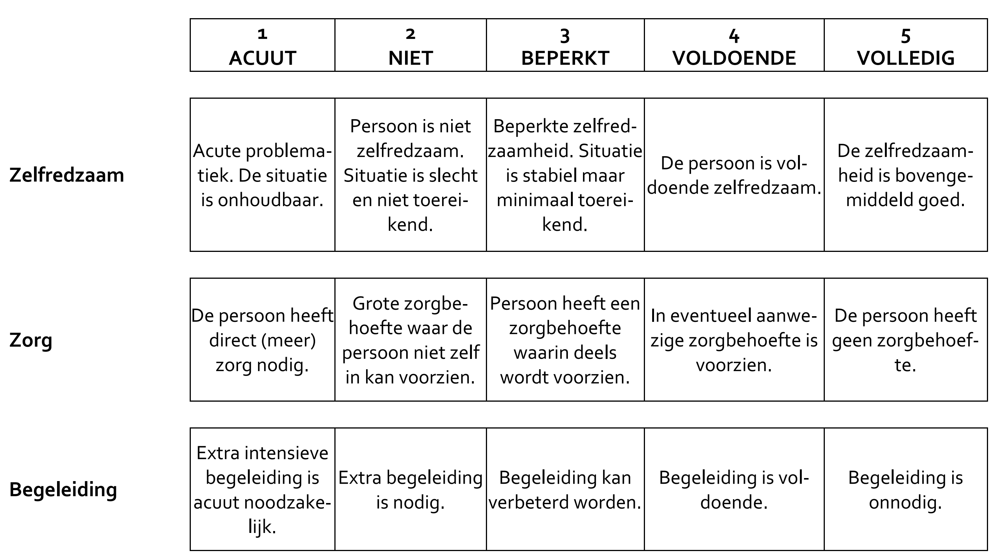 1
ACUUT
2
NIET
3
BEPERKT
4
VOLDOENDE
5
VOLLEDIG
Zelfredzaam
Acute problema-
tiek. De situatie
is onhoudbaar.
Persoon is niet
zelfredzaam.
Situatie is slecht
en niet toerei-
kend.
Beperkte zelfred-
zaamheid. Situatie
is stabiel maar
minimaal toerei-
kend.
De persoon is vol-
doende zelfredzaam.
De zelfredzaam-
heid is bovenge-
middeld goed.
Zorg
De persoon heeft
direct (meer)
zorg nodig.
Grote zorgbe-
hoefte waar de
persoon niet zelf
in kan voorzien.
Persoon heeft een
zorgbehoefte
waarin deels
wordt voorzien.
In eventueel aanwe-
zige zorgbehoefte is
voorzien.
De persoon heeft
geen zorgbehoef-
te.
Begeleiding
Extra intensieve
begeleiding is
acuut noodzake-
lijk.
Extra begeleiding
is nodig.
Begeleiding kan
verbeterd worden.
Begeleiding is vol-
doende.
Begeleiding is
onnodig.